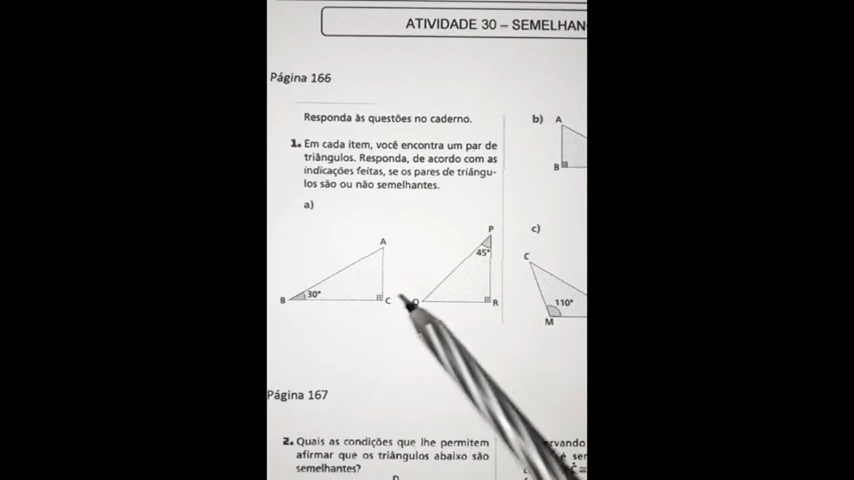 ATIVIDADE 30 – SEMELHAN
Página 166
Responda às questões no caderno.
1. Em cada item, você encontra um par de
triângulos. Responda, de acordo com as
indicações feitas, se os pares de triângu-
los são ou não semelhantes.
a)
A
B
30°
C
P
45°
R
b)
A
B
c)
C
110°
M
Página 167
2. Quais as condições que lhe permitem
afirmar que os triângulos abaixo são
semelhantes?